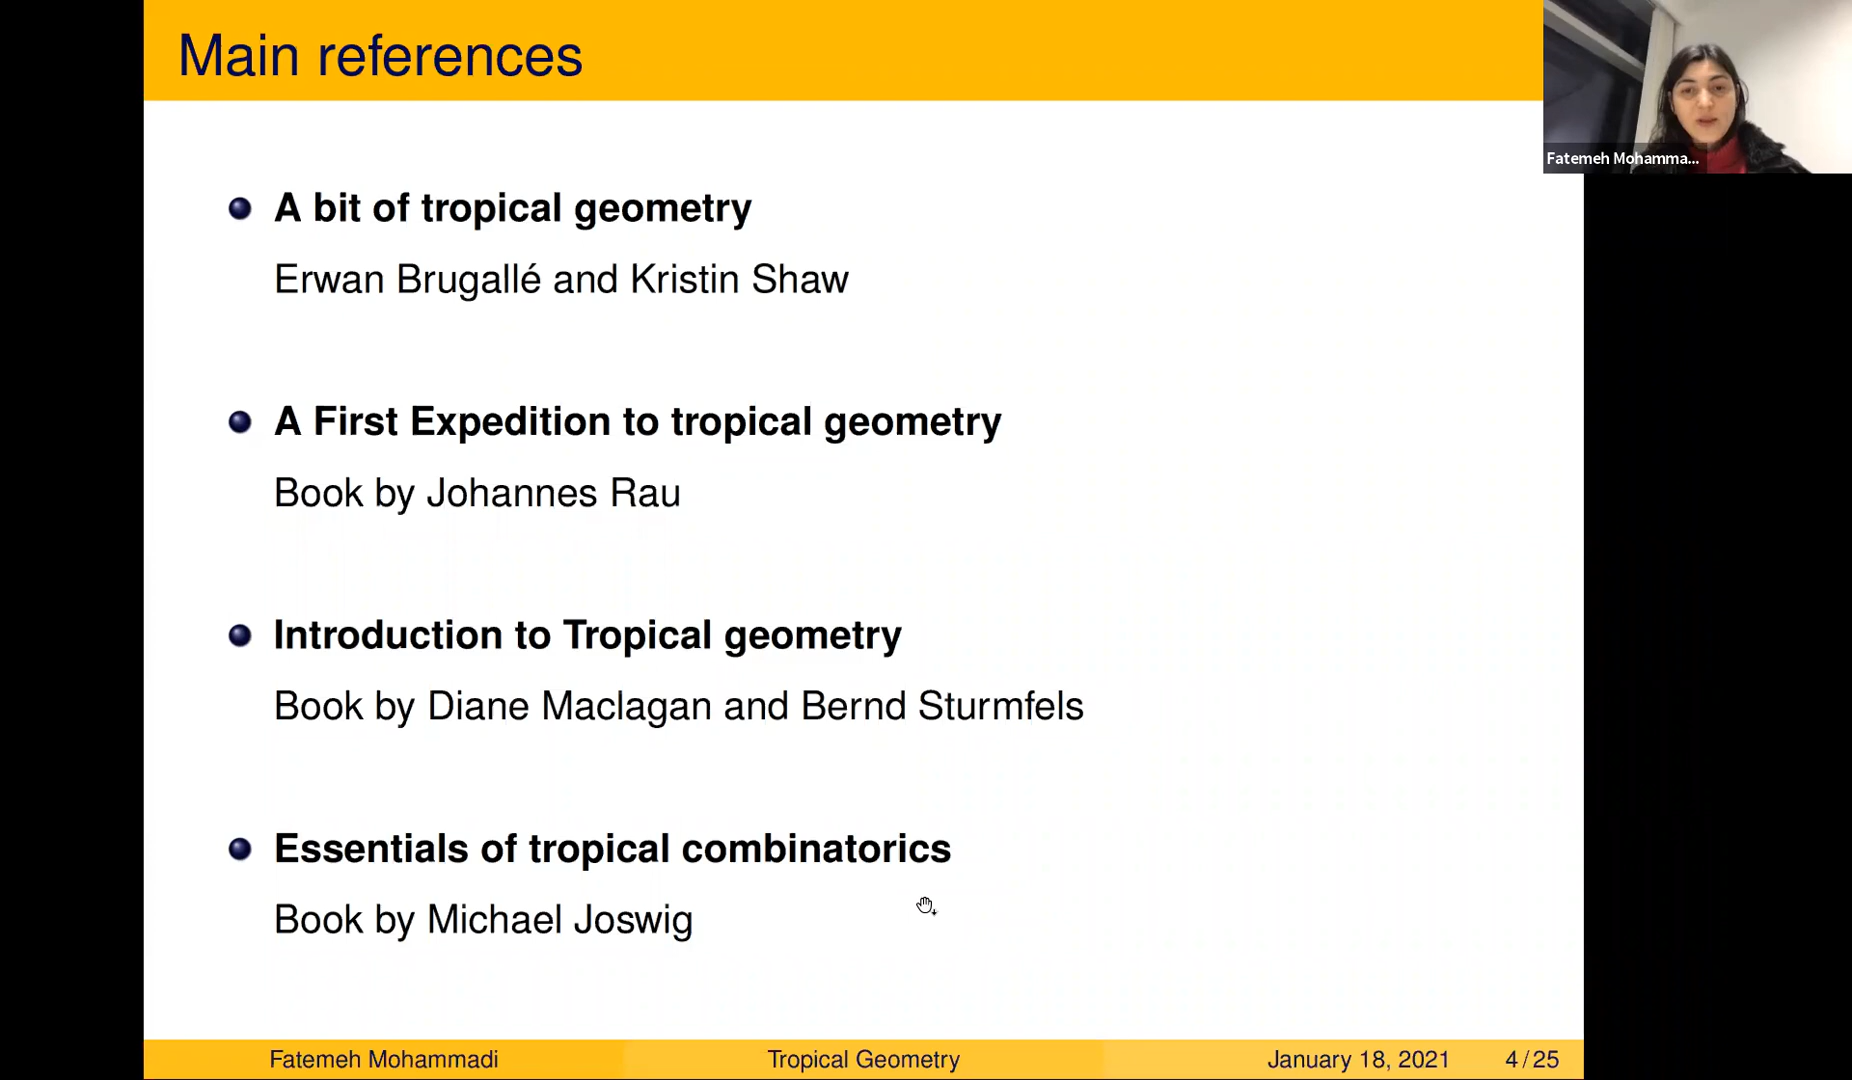 Main references
Fatemeh Mohamma...
A bit of tropical geometry
Erwan Brugallé and Kristin Shaw
A First Expedition to tropical geometry
Book by Johannes Rau
Introduction to Tropical geometry
Book by Diane Maclagan and Bernd Sturmfels
Essentials of tropical combinatorics
Book by Michael Joswig
Fatemeh Mohammadi Tropical Geometry January 18, 2021 4/25